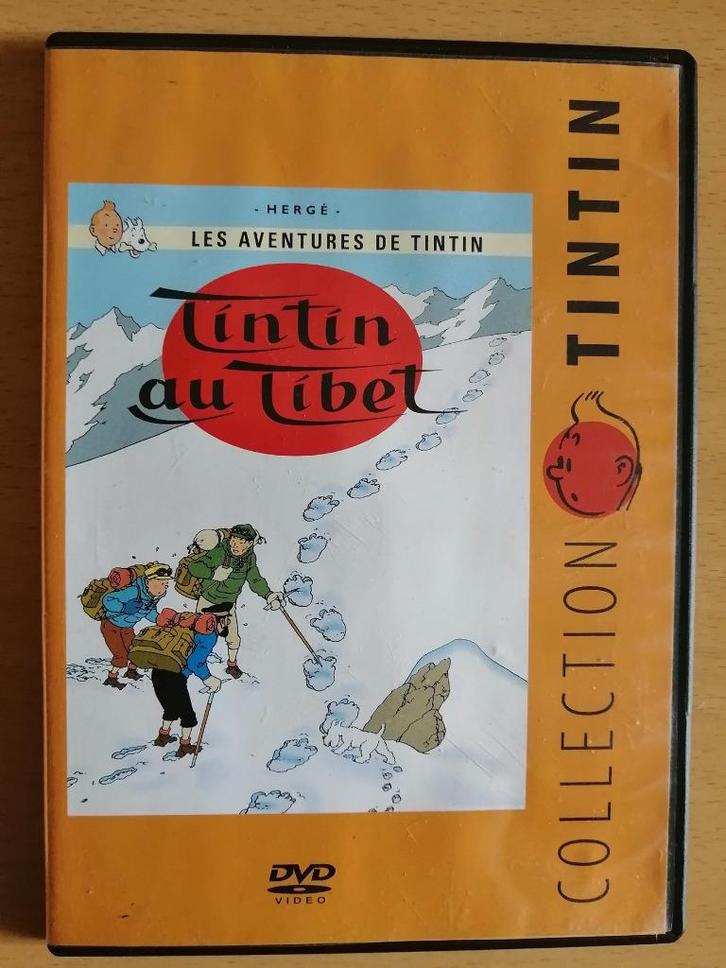 - HERGÉ -
LES AVENTURES DE TINTIN
Tintin
au Tibet
COLLECTION TINTIN
DVD
VIDEO